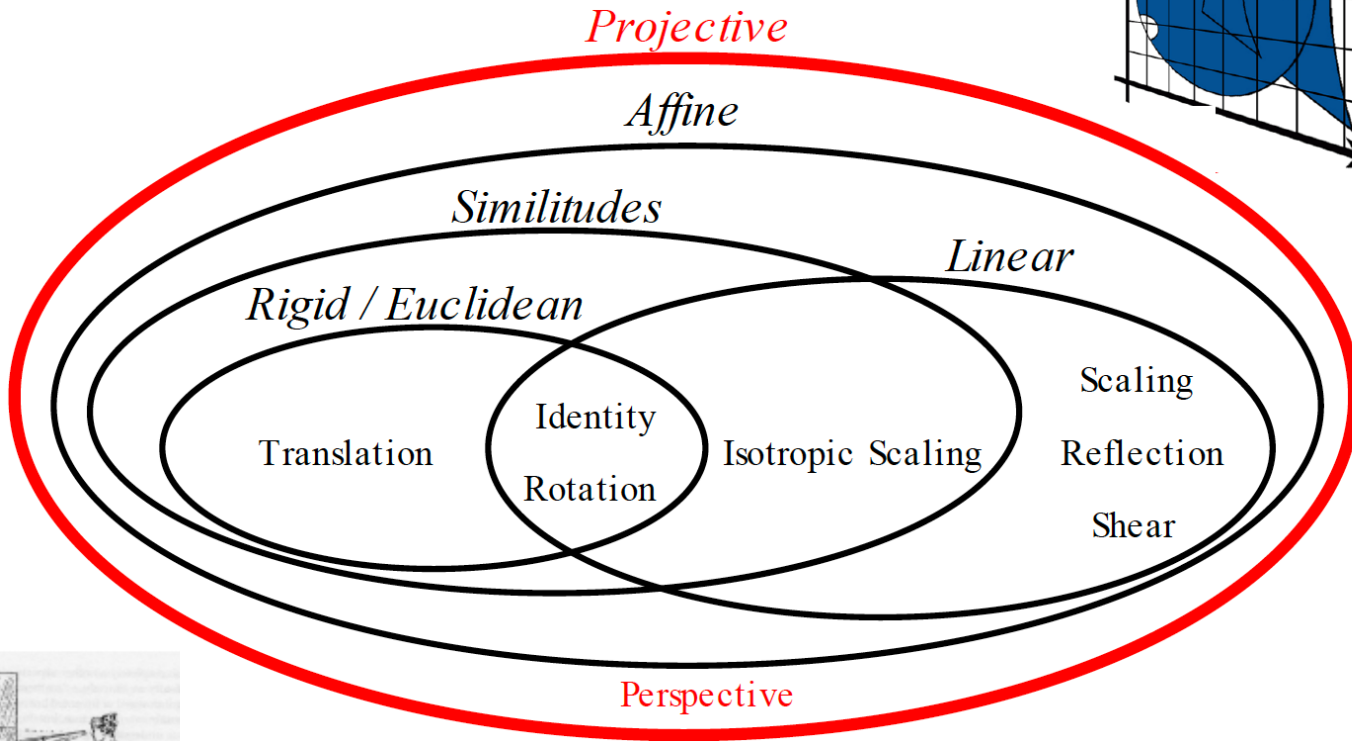 Projective
Affine
Similitudes
Linear
Rigid / Euclidean
Scaling
Identity
Translation
Isotropic Scaling
Reflection
Rotation
Shear
Perspective